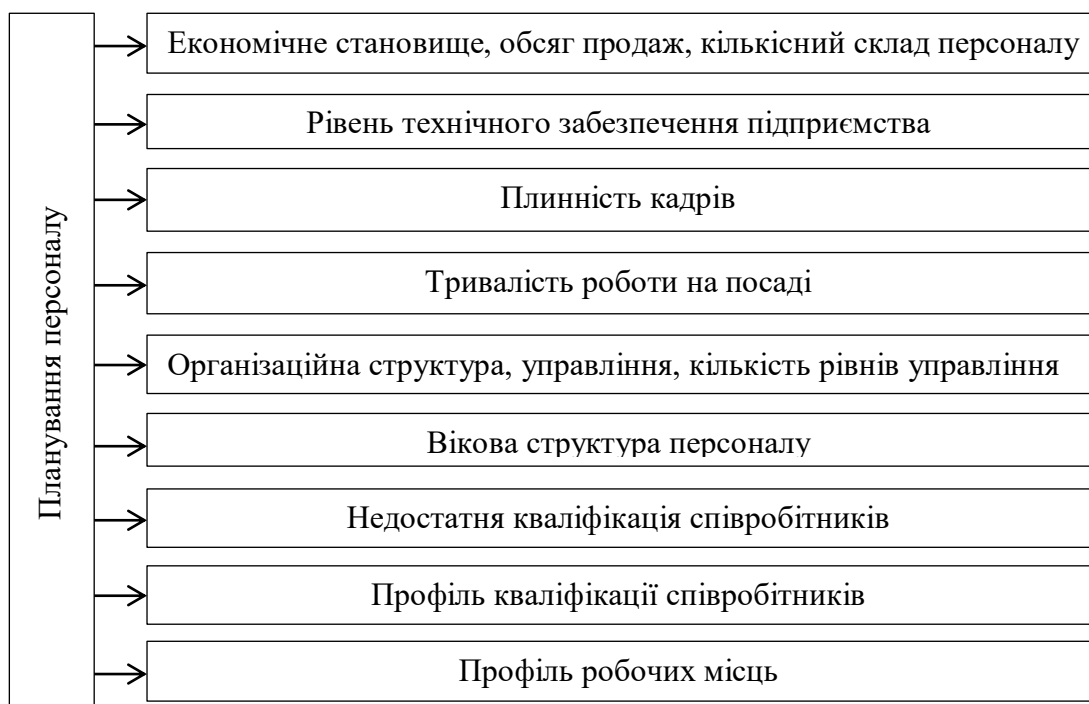 Планування персоналу
Економічне становище, обсяг продаж, кількісний склад персоналу
Рівень технічного забезпечення підприємства
Плинність кадрів
Тривалість роботи на посаді
Організаційна структура, управління, кількість рівнів управління
Вікова структура персоналу
Недостатня кваліфікація співробітників
Профіль кваліфікації співробітників
Профіль робочих місць